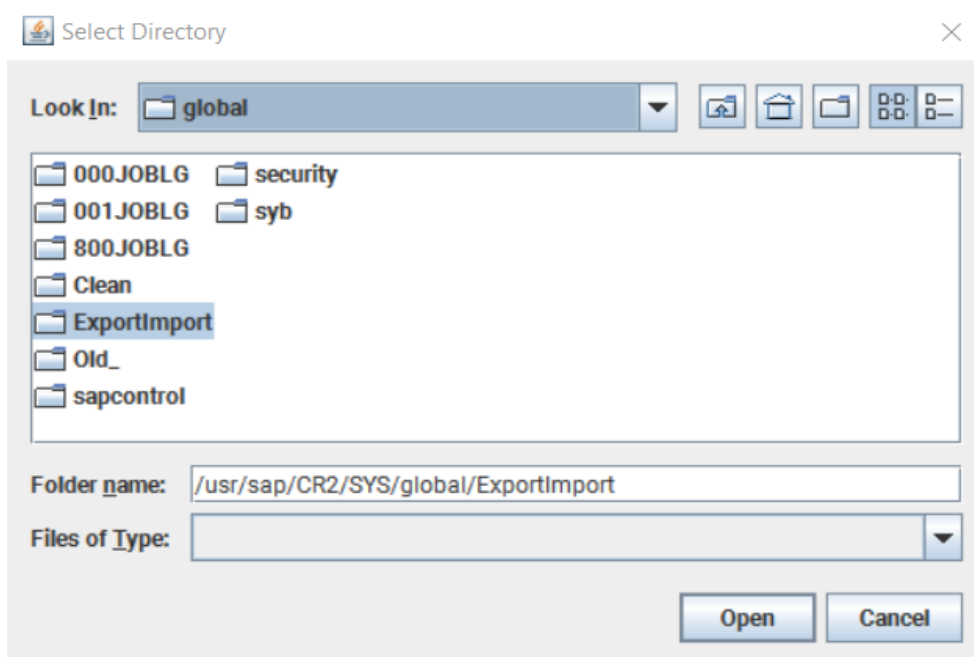 Select Directory
Look In: global
000JOBLG security
001JOBLG syb
800JOBLG
Clean
ExportImport
Old_
sapcontrol
Folder name: /usr/sap/CR2/SYS/global/ExportImport
Files of Type:
Open Cancel